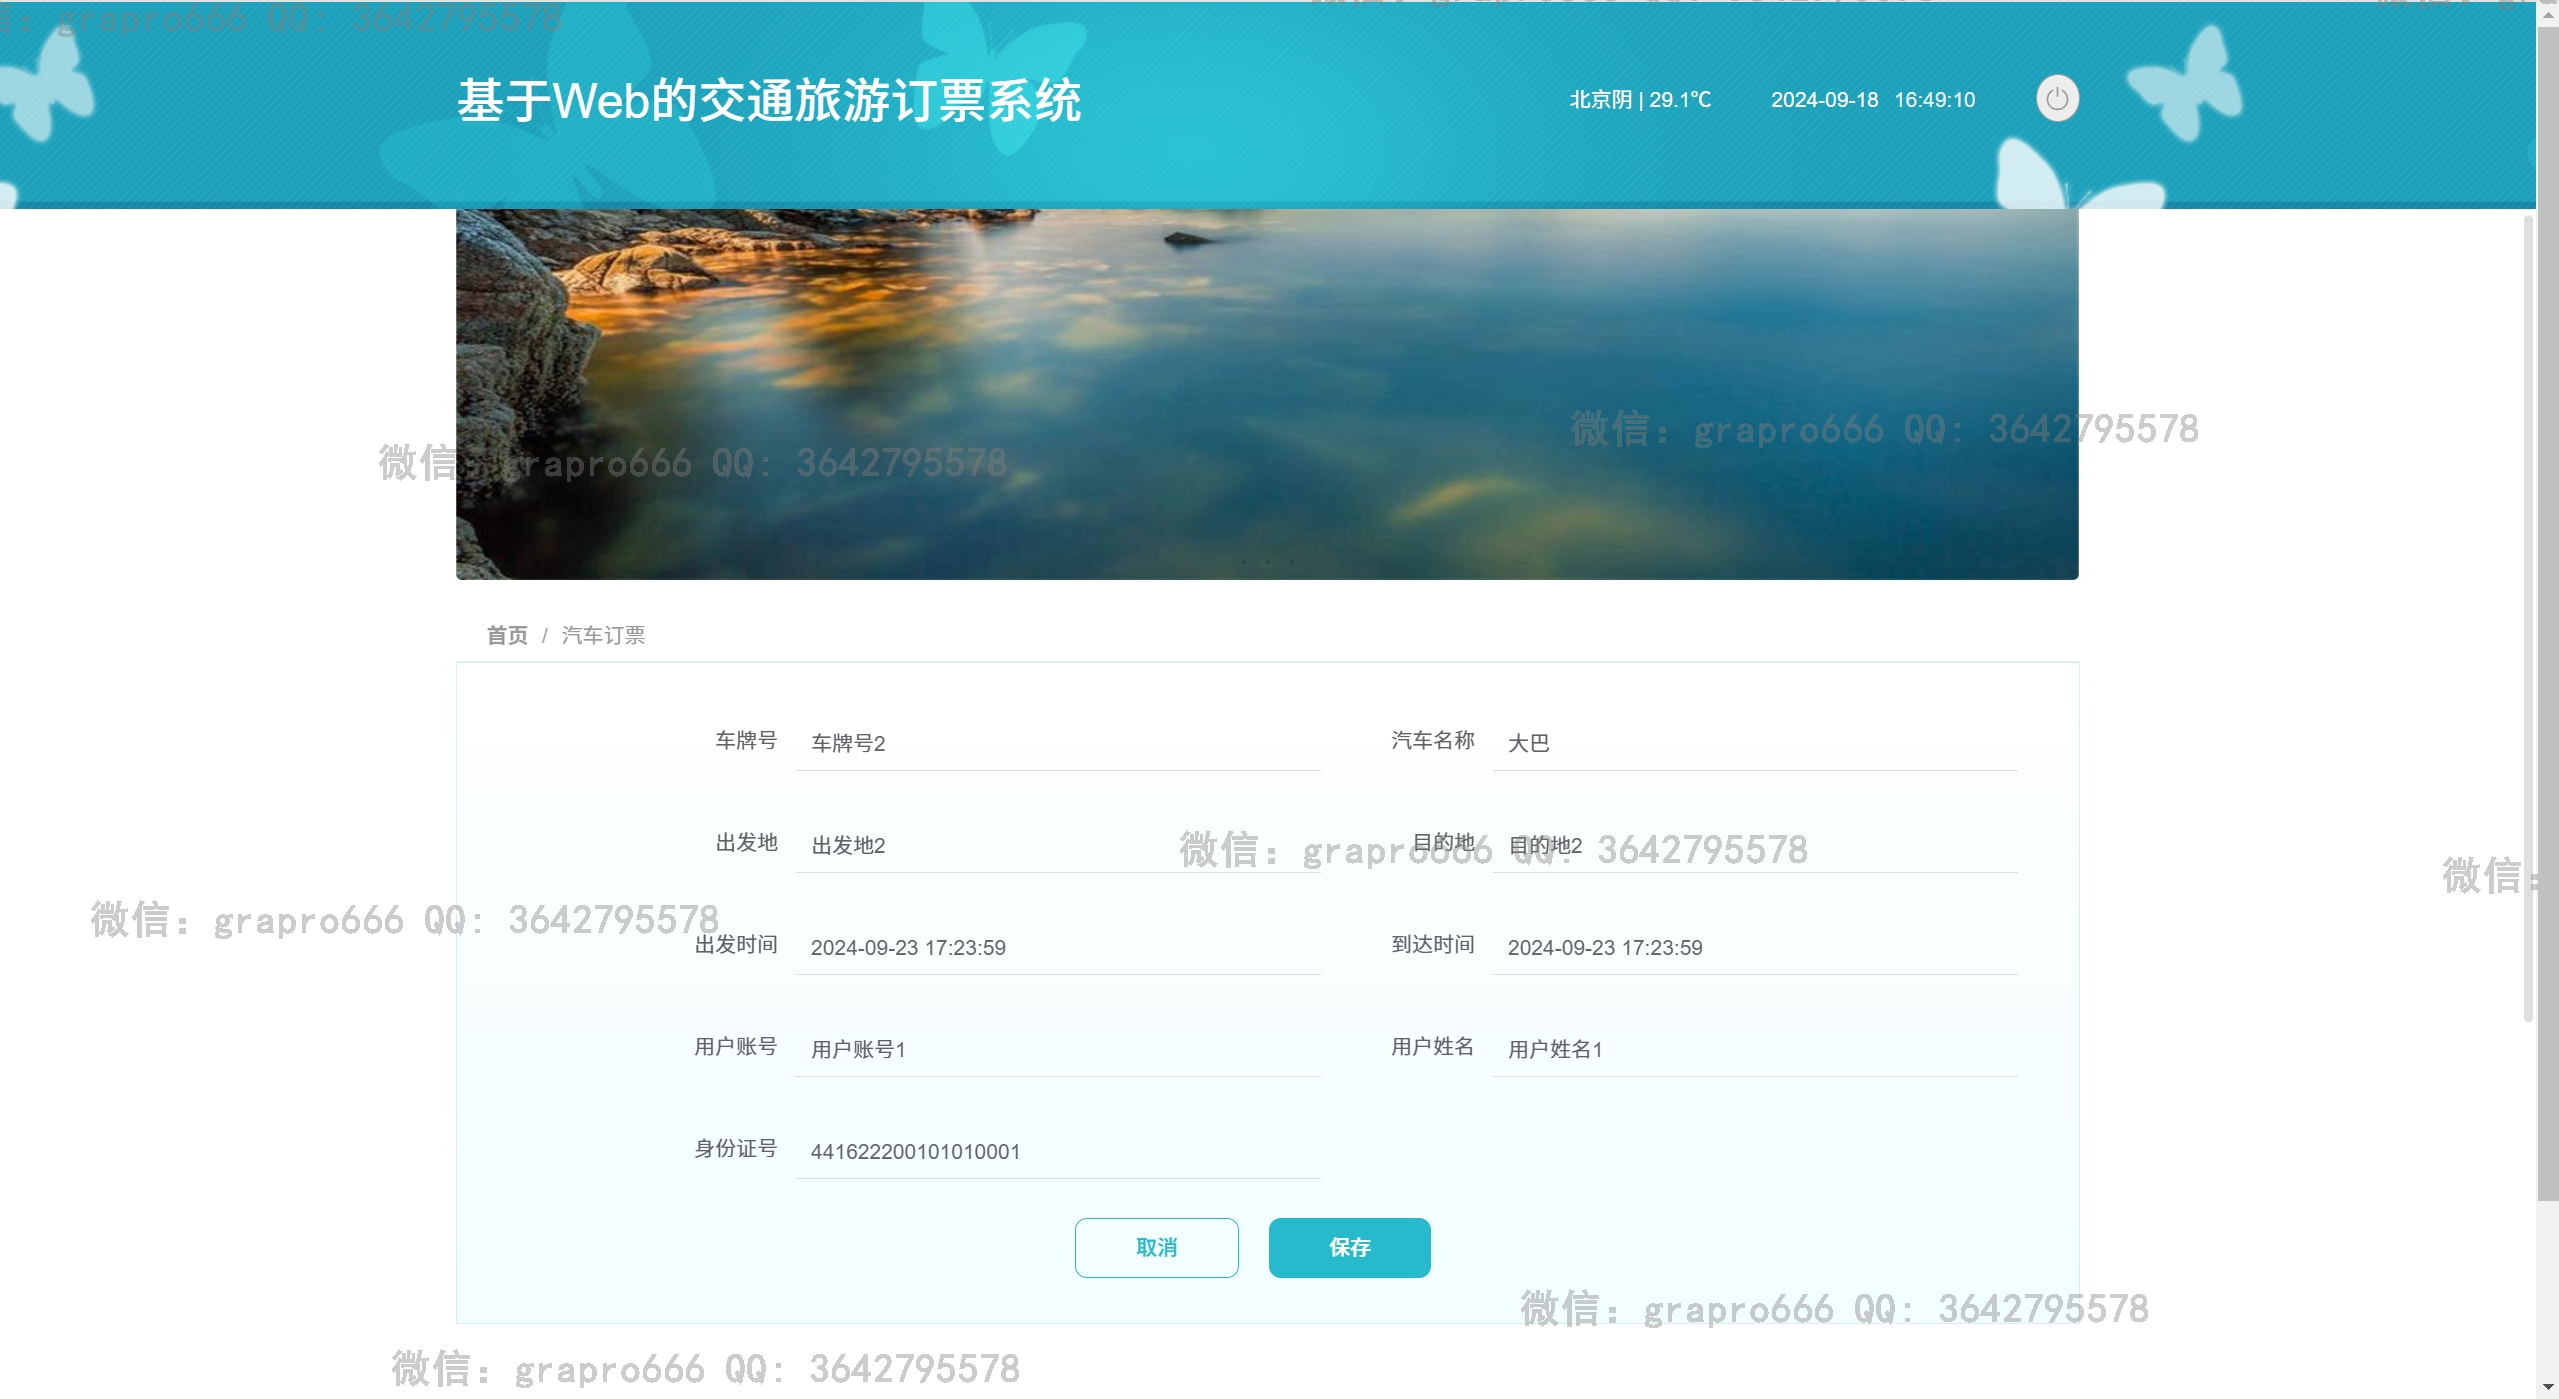 信：grapro666 QQ：3642795578
基于Web的交通旅游订票系统
北京阴 | 29.1℃ 2024-09-18 16:49:10
微信：grapro666 QQ：3642795578
微信：grapro666 QQ：3642795578
首页 / 汽车订票
车牌号 车牌号2 汽车名称 大巴
出发地 出发地2 目的地 目的地2
微信：grapro666 QQ：3642795578
微信：
微信：grapro666 QQ：3642795578
出发时间 2024-09-23 17:23:59 到达时间 2024-09-23 17:23:59
用户账号 用户账号1 用户姓名 用户姓名1
身份证号 441622200101010001
取消 保存
微信：grapro666 QQ：3642795578
微信：grapro666 QQ：3642795578